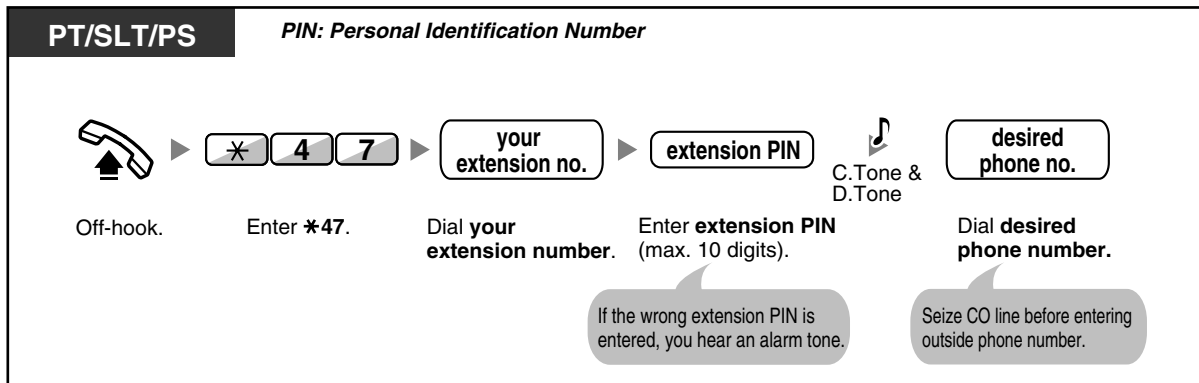 PT/SLT/PS
PIN: Personal Identification Number
* 4 7
your
extension no.
extension PIN
C.Tone &
D.Tone
desired
phone no.
Off-hook.
Enter *47.
Dial your
extension number.
Enter extension PIN
(max. 10 digits).
Dial desired
phone number.
If the wrong extension PIN is
entered, you hear an alarm tone.
Seize CO line before entering
outside phone number.